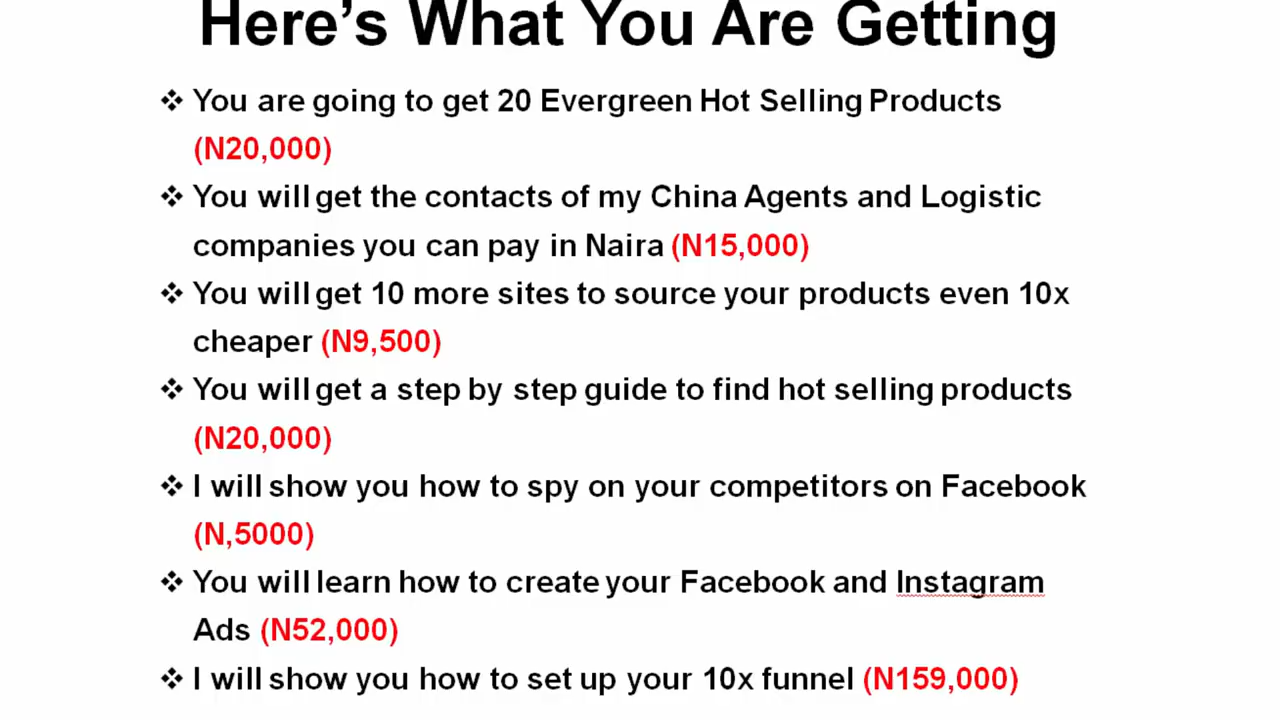 Here's What You Are Getting
❖ You are going to get 20 Evergreen Hot Selling Products
(N20,000)
❖ You will get the contacts of my China Agents and Logistic
companies you can pay in Naira (N15,000)
❖ You will get 10 more sites to source your products even 10x
cheaper (N9,500)
❖ You will get a step by step guide to find hot selling products
(N20,000)
❖ I will show you how to spy on your competitors on Facebook
(N,5000)
❖ You will learn how to create your Facebook and Instagram
Ads (N52,000)
❖ I will show you how to set up your 10x funnel (N159,000)